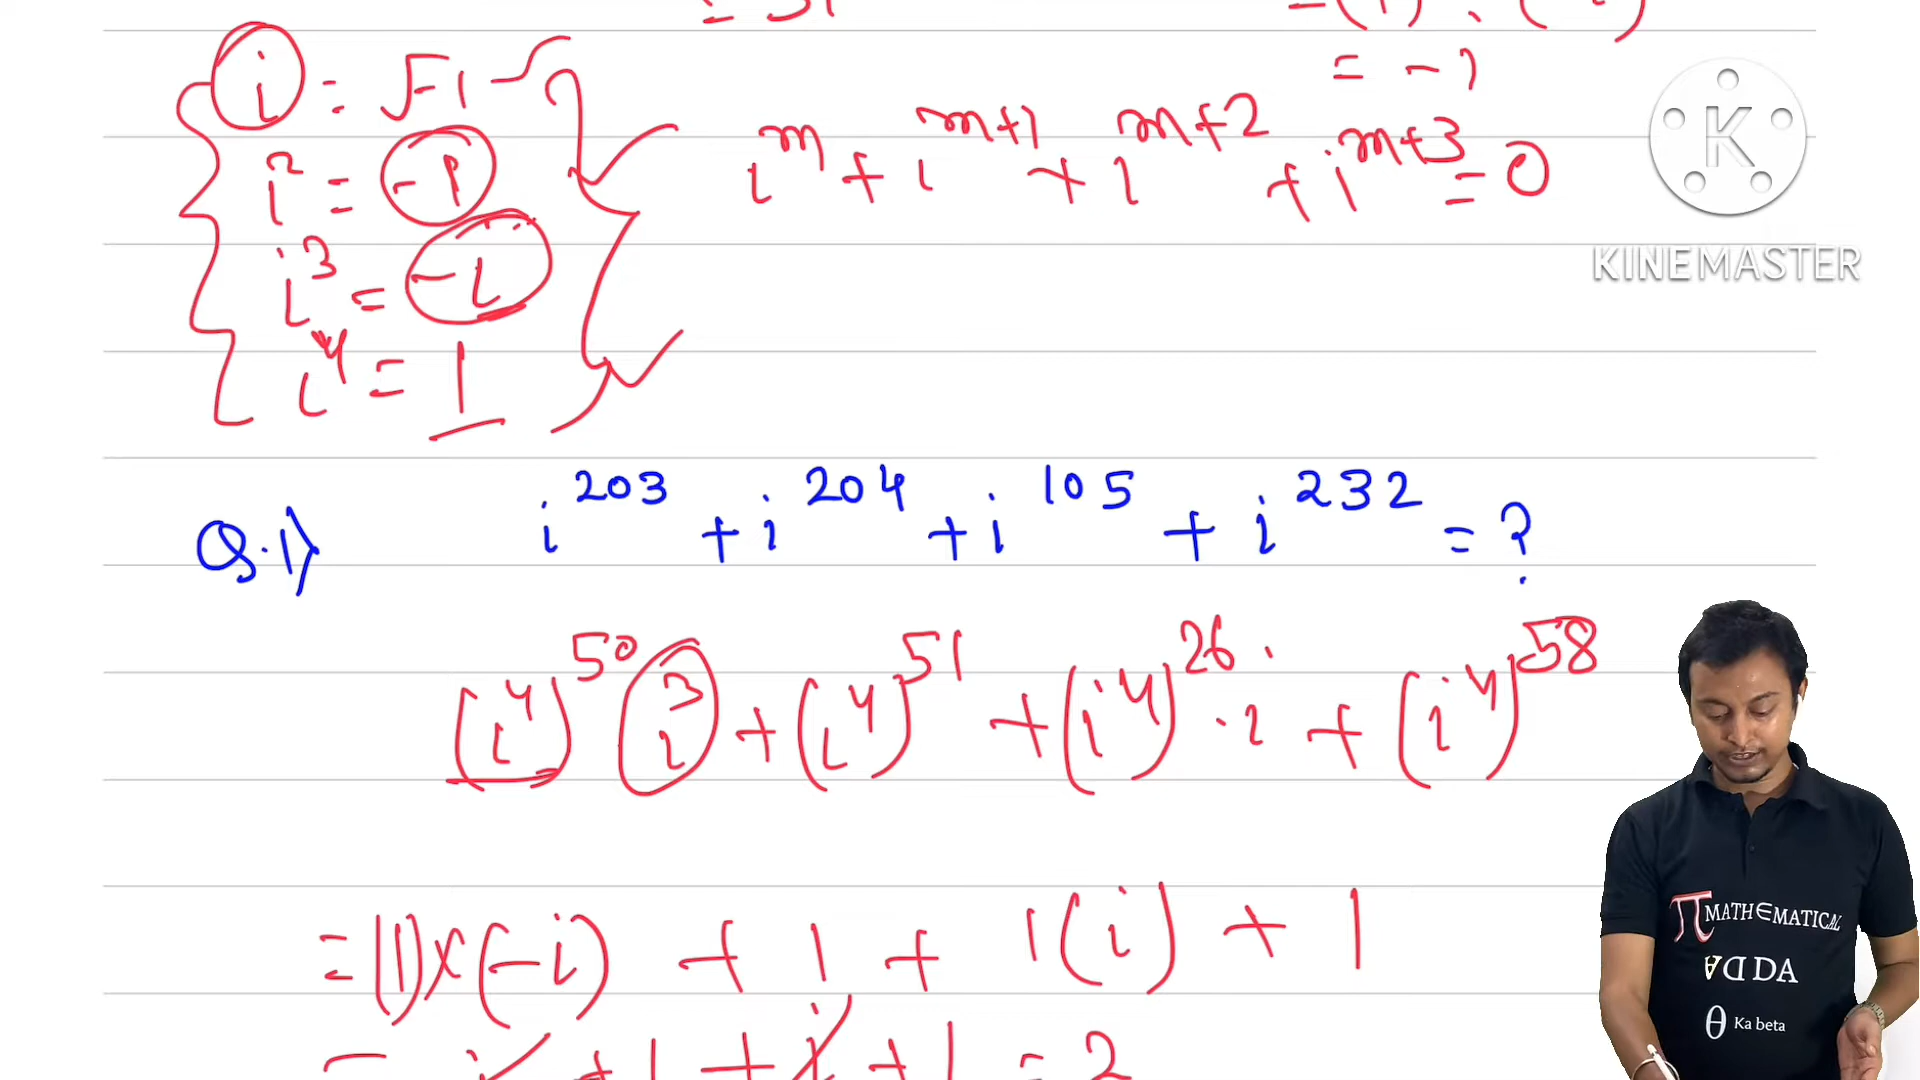 i = √-1
= - i
i² = -1
i^m + i^{m+1} + i^{m+2} + i^{m+3} = 0
i³ = -i
i⁴ = 1
KINEMASTER
Q.1) i^203 + i^204 + i^105 + i^232 = ?
(i⁴)^50 i³ + (i⁴)^51 + (i⁴)^26 · i + (i⁴)^58
= (1)×(-i) + 1 + 1(i) + 1
= -i + 1 + i + 1 = 2
π MATHEMATICAL
DADA
θ Ka beta